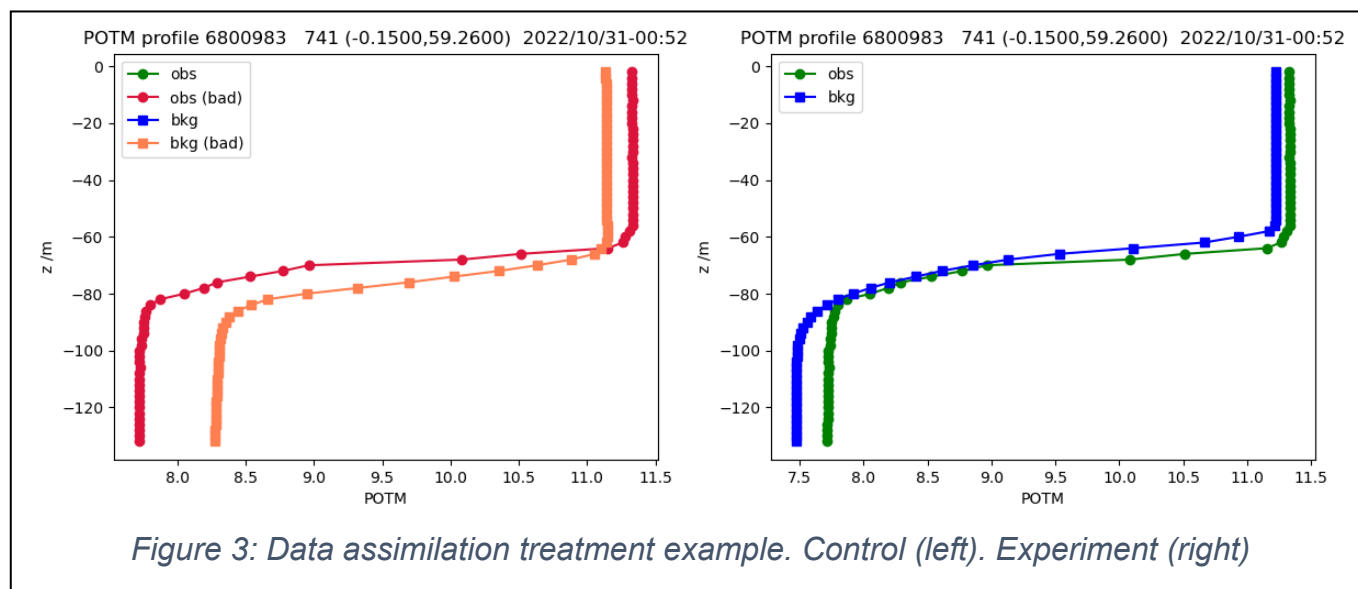 POTM profile 6800983   741 (-0.1500,59.2600)  2022/10/31-00:52
obs
obs (bad)
bkg
bkg (bad)
0
−20
−40
−60
−80
−100
−120
z /m
8.0 8.5 9.0 9.5 10.0 10.5 11.0 11.5
POTM
POTM profile 6800983   741 (-0.1500,59.2600)  2022/10/31-00:52
obs
bkg
0
−20
−40
−60
−80
−100
−120
z /m
7.5 8.0 8.5 9.0 9.5 10.0 10.5 11.0 11.5
POTM
Figure 3: Data assimilation treatment example. Control (left). Experiment (right)